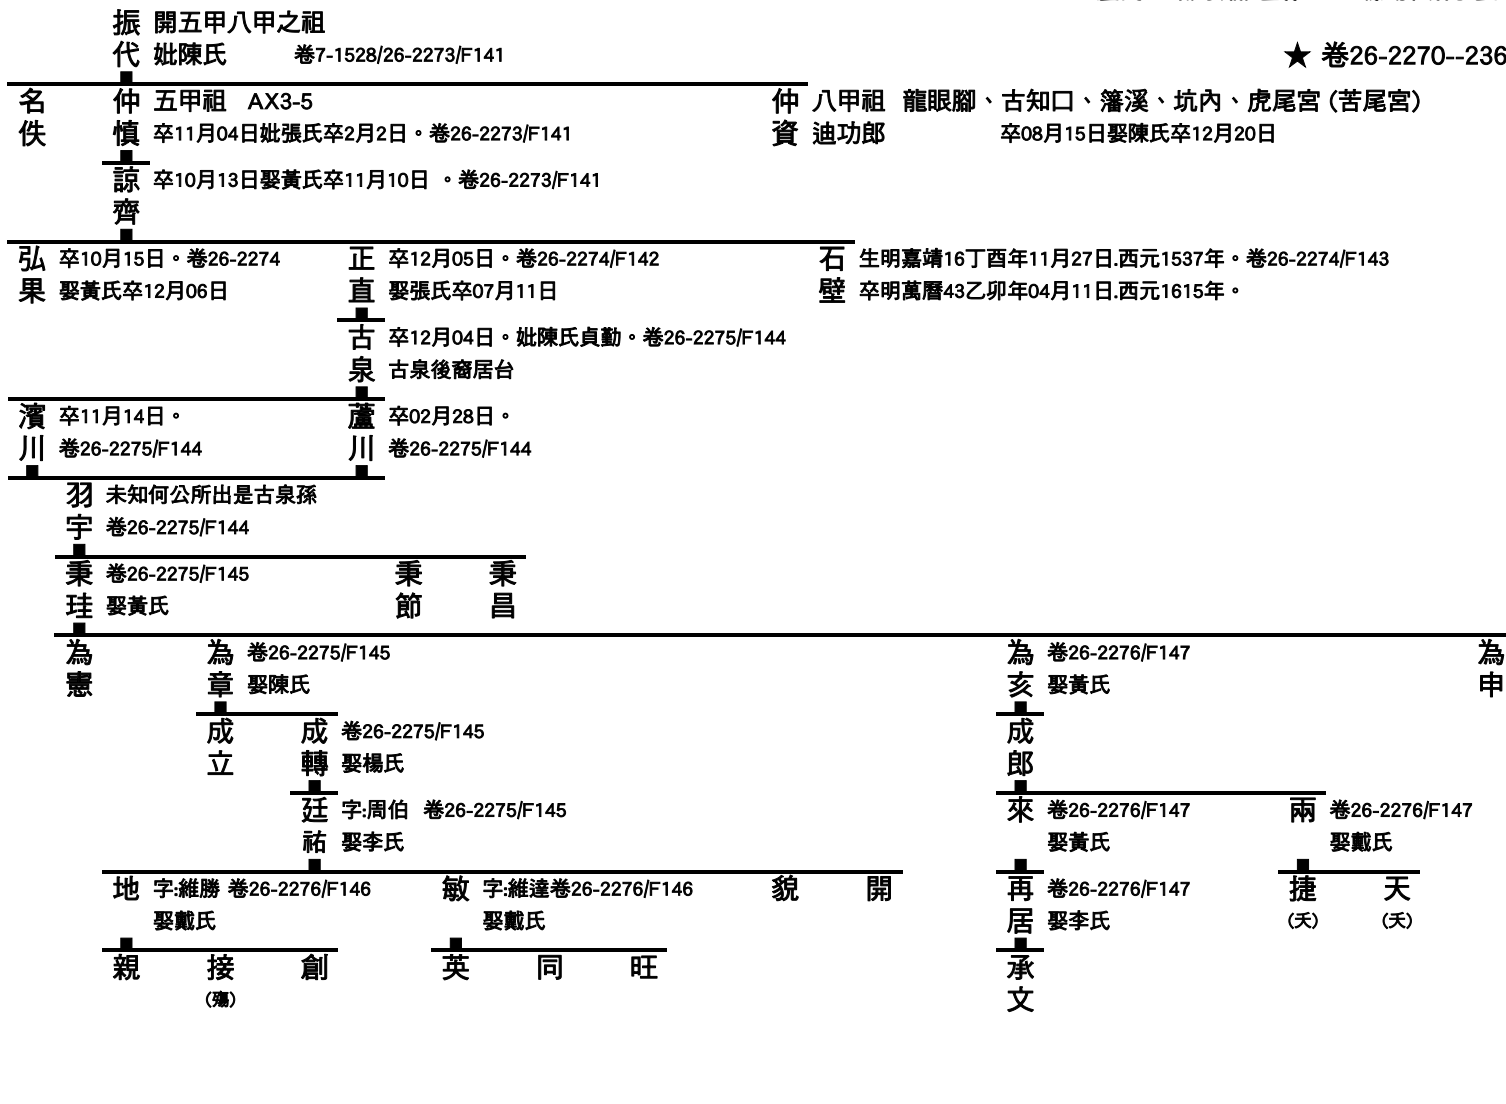 振代 開五甲八甲之祖
妣陳氏 卷7-1528/26-2273/F141
★ 卷26-2270--236
名佚
仲慎 五甲祖 AX3-5
卒11月04日妣張氏卒2月2日。卷26-2273/F141
仲資 八甲祖 龍眼腳、古知口、籓溪、坑內、虎尾宮 (苦尾宮)
迪功郎 卒08月15日娶陳氏卒12月20日
諒齊 卒10月13日娶黃氏卒11月10日 。卷26-2273/F141
弘果 卒10月15日。卷26-2274
娶黃氏卒12月06日
正直 卒12月05日。卷26-2274/F142
娶張氏卒07月11日
石壁 生明嘉靖16丁酉年11月27日.西元1537年。卷26-2274/F143
卒明萬曆43乙卯年04月11日.西元1615年。
古泉 卒12月04日。妣陳氏貞勤。卷26-2275/F144
古泉後裔居台
濱川 卒11月14日。
卷26-2275/F144
蘆川 卒02月28日。
卷26-2275/F144
羽宇 未知何公所出是古泉孫
卷26-2275/F144
秉珪 卷26-2275/F145
娶黃氏
秉節
秉昌
為憲
為章 卷26-2275/F145
娶陳氏
為亥 卷26-2276/F147
娶黃氏
為申
成立
成轉 卷26-2275/F145
娶楊氏
成郎
廷祐 字:周伯 卷26-2275/F145
娶李氏
來 卷26-2276/F147
娶黃氏
兩 卷26-2276/F147
娶戴氏
地 字:維勝 卷26-2276/F146
娶戴氏
敏 字:維達卷26-2276/F146
娶戴氏
貌
開
再居 卷26-2276/F147
娶李氏
捷
(夭)
天
(夭)
親
接
(殤)
創
英
同
旺
承文